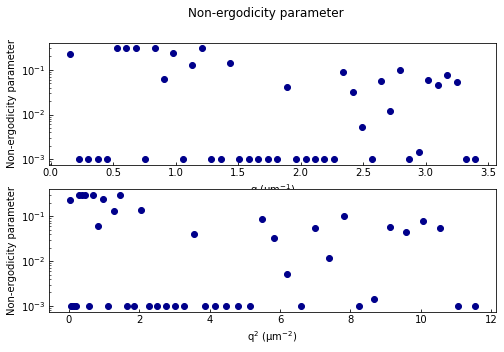 Non-ergodicity parameter
Non-ergodicity parameter
10⁻¹
10⁻²
10⁻³
0.0 0.5 1.0 1.5 2.0 2.5 3.0 3.5
q (μm⁻¹)
Non-ergodicity parameter
10⁻¹
10⁻²
10⁻³
0 2 4 6 8 10 12
q² (μm⁻²)